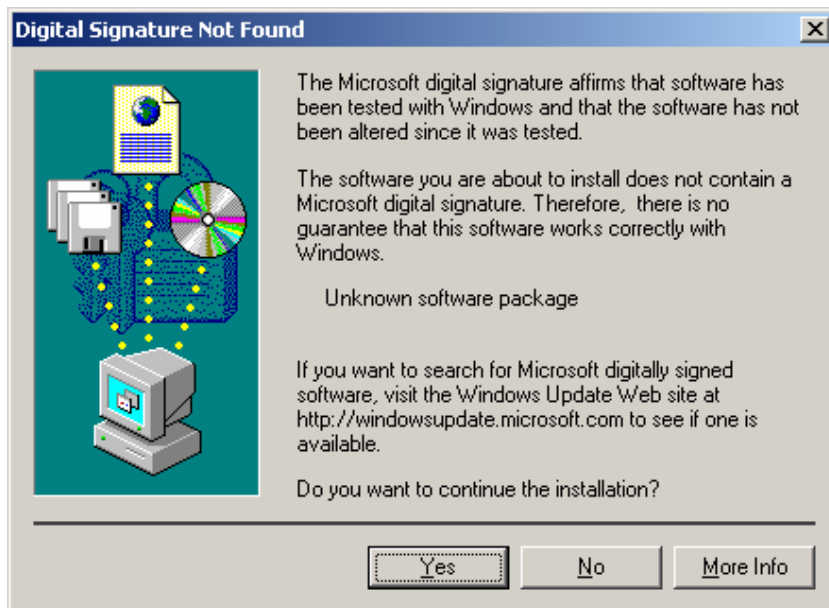 Digital Signature Not Found
The Microsoft digital signature affirms that software has
been tested with Windows and that the software has not
been altered since it was tested.
The software you are about to install does not contain a
Microsoft digital signature. Therefore, there is no
guarantee that this software works correctly with
Windows.
Unknown software package
If you want to search for Microsoft digitally signed
software, visit the Windows Update Web site at
http://windowsupdate.microsoft.com to see if one is
available.
Do you want to continue the installation?
Yes No More Info